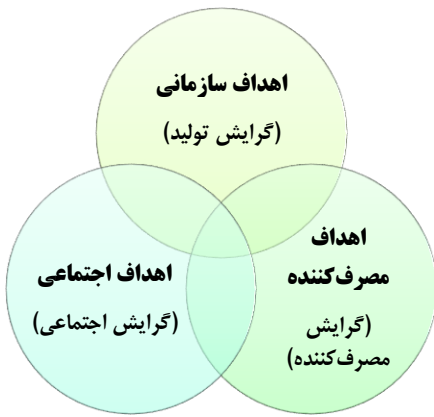 اهداف سازمانی
(گرایش تولید)
اهداف
مصرف‌کننده
(گرایش
مصرف‌کننده)
اهداف اجتماعی
(گرایش اجتماعی)